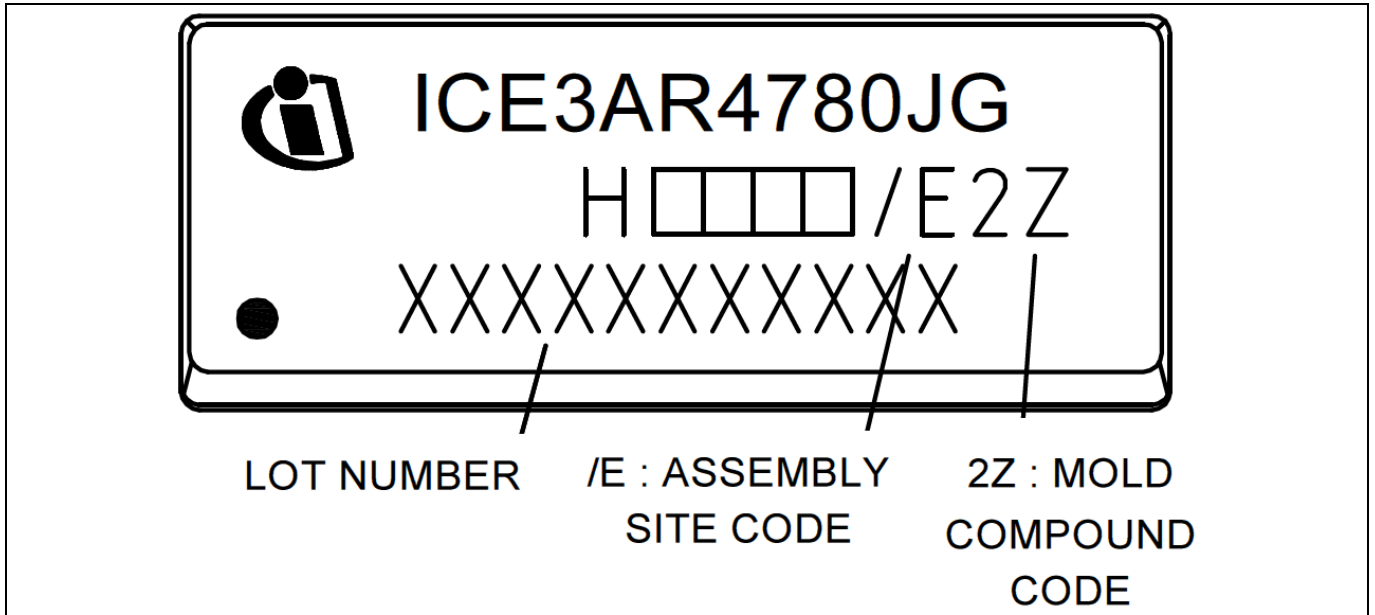 ICE3AR4780JG
H□□□□/E2Z
XXXXXXXXXXX
LOT NUMBER
/E : ASSEMBLY
SITE CODE
2Z : MOLD
COMPOUND
CODE